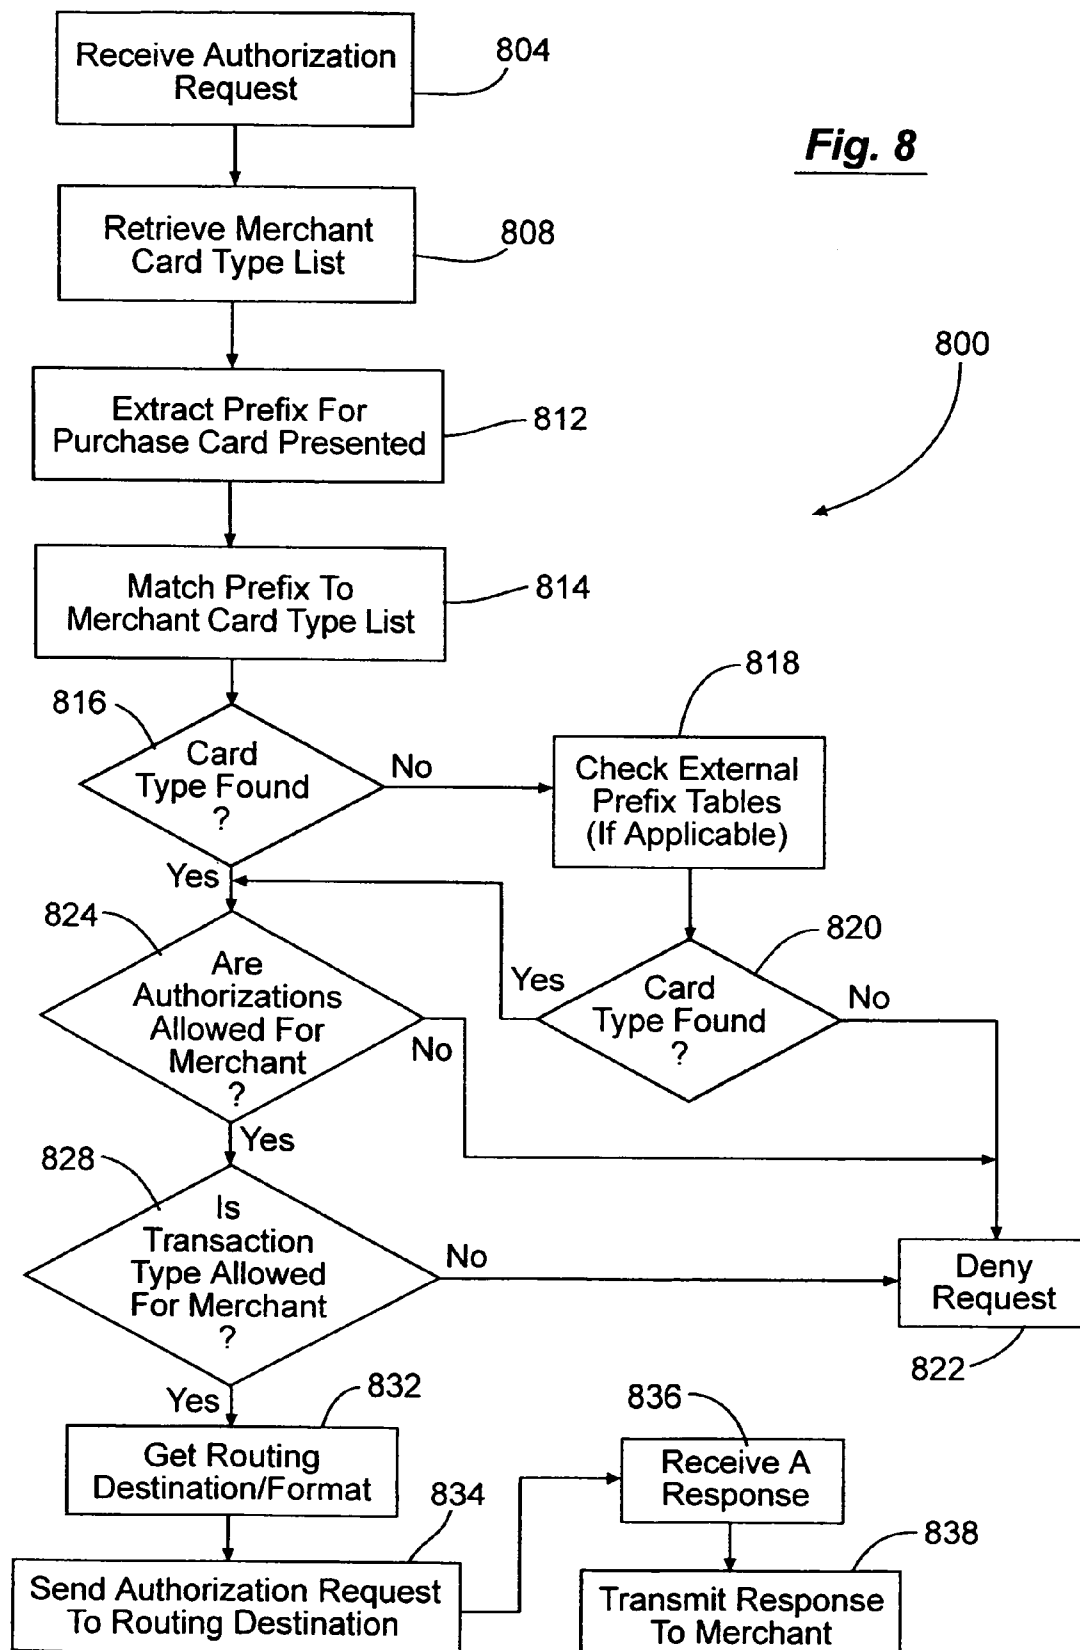 Receive Authorization
Request
804
Fig. 8
Retrieve Merchant
Card Type List
808
800
Extract Prefix For
Purchase Card Presented
812
Match Prefix To
Merchant Card Type List
814
816
Card
Type Found
?
No
Yes
818
Check External
Prefix Tables
(If Applicable)
820
Card
Type Found
?
Yes
No
824
Are
Authorizations
Allowed For
Merchant
?
No
Yes
828
Is
Transaction
Type Allowed
For Merchant
?
No
Yes
Deny
Request
822
832
Get Routing
Destination/Format
834
Send Authorization Request
To Routing Destination
836
Receive A
Response
838
Transmit Response
To Merchant